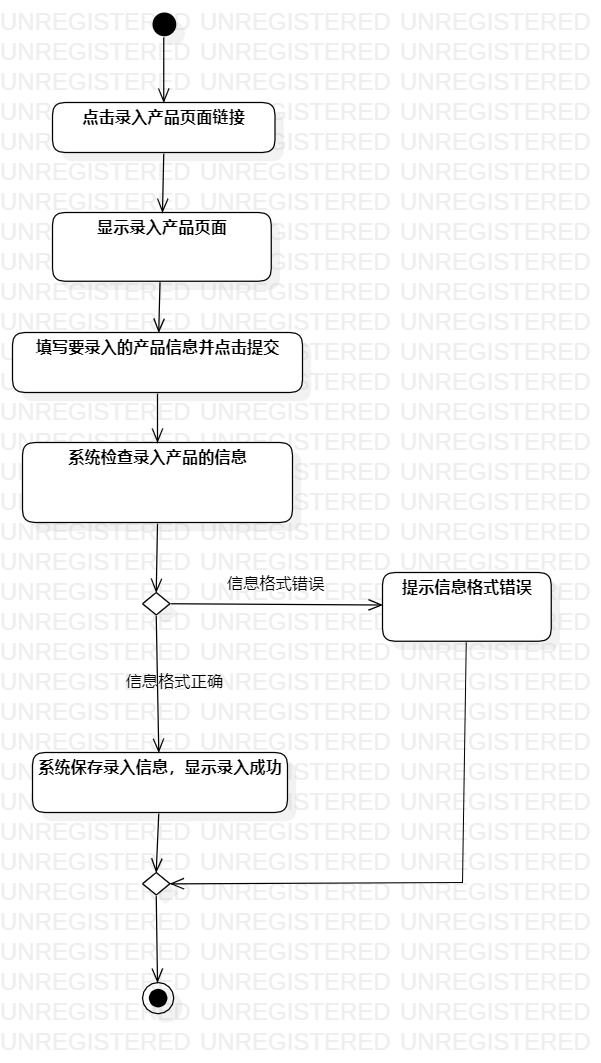 点击录入产品页面链接
显示录入产品页面
填写要录入的产品信息并点击提交
系统检查录入产品的信息
信息格式错误
提示信息格式错误
信息格式正确
系统保存录入信息，显示录入成功
UNREGISTERED